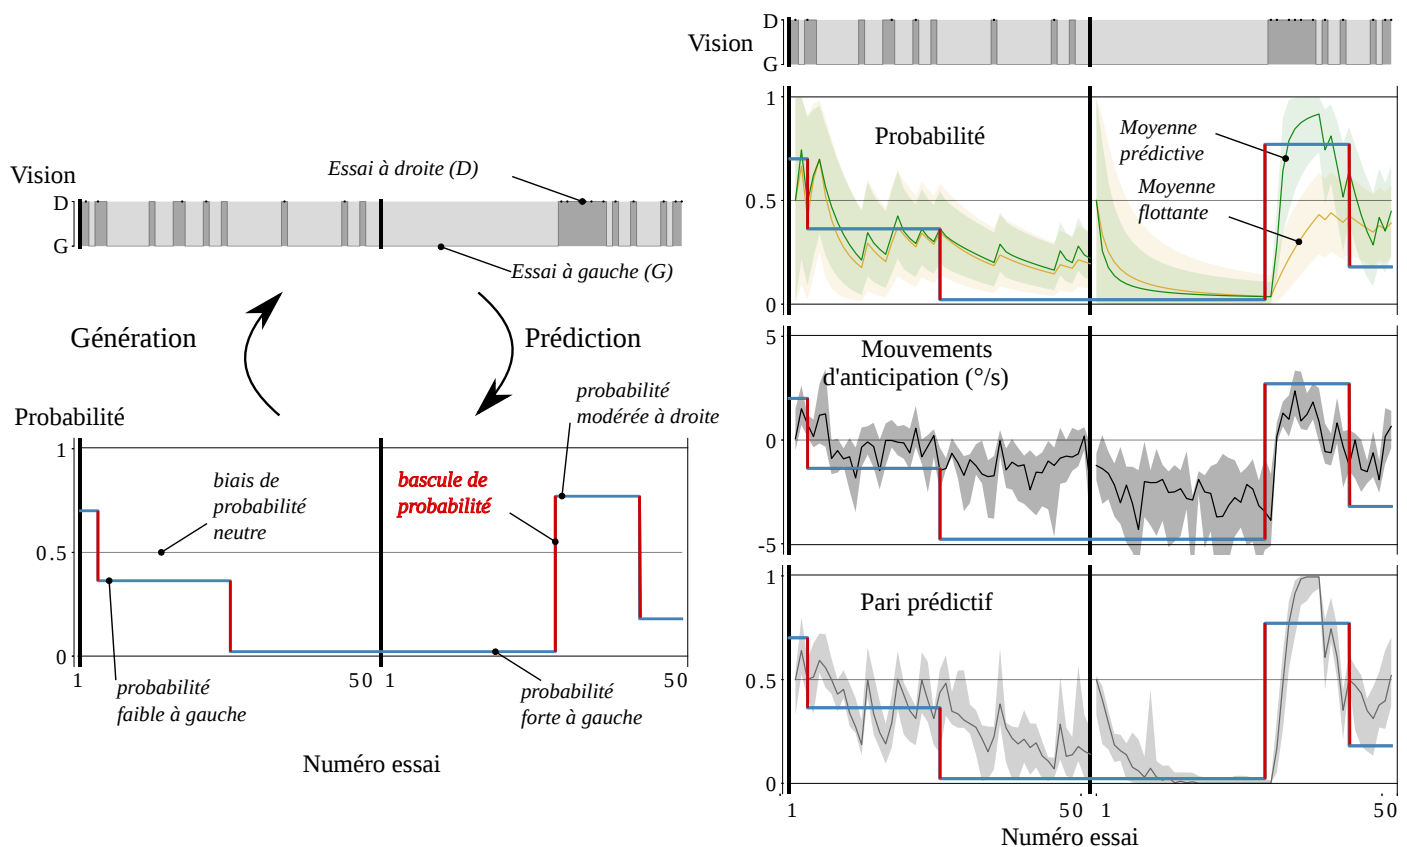 Vision
D
G
Essai à droite (D)
Essai à gauche (G)
Génération
Prédiction
Probabilité
probabilité
modérée à droite
1
0.5
0
biais de
probabilité
neutre
bascule de
probabilité
1
50
1
50
probabilité
faible à gauche
probabilité
forte à gauche
Numéro essai
Vision
D
G
1
0.5
0
Probabilité
Moyenne
prédictive
Moyenne
flottante
5
0
-5
Mouvements
d'anticipation (°/s)
1
0.5
0
Pari prédictif
1
50
1
50
Numéro essai